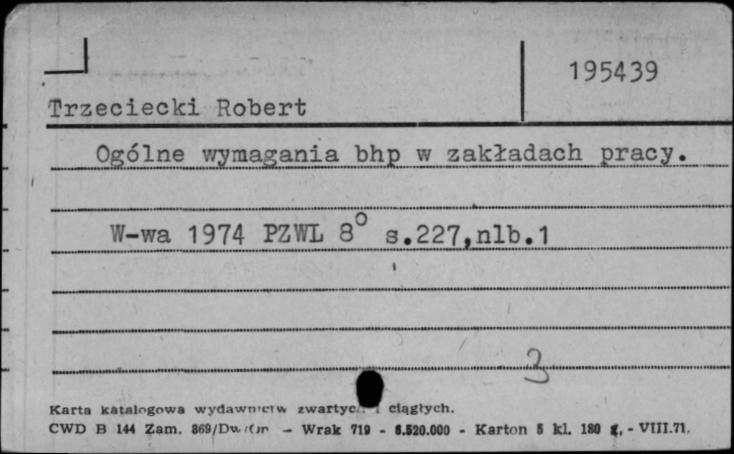 195439
Trzeciecki Robert
Ogólne wymagania bhp w zakładach pracy.
W-wa 1974 PZWL 8° s.227,nlb.1
3
Karta katalogowa wydawnictw zwartych i ciągłych.
CWD B 144 Zam. 869/ – Wrak 719 - 6.520.000 - Karton 5 kl. 180 g, - VIII.71.